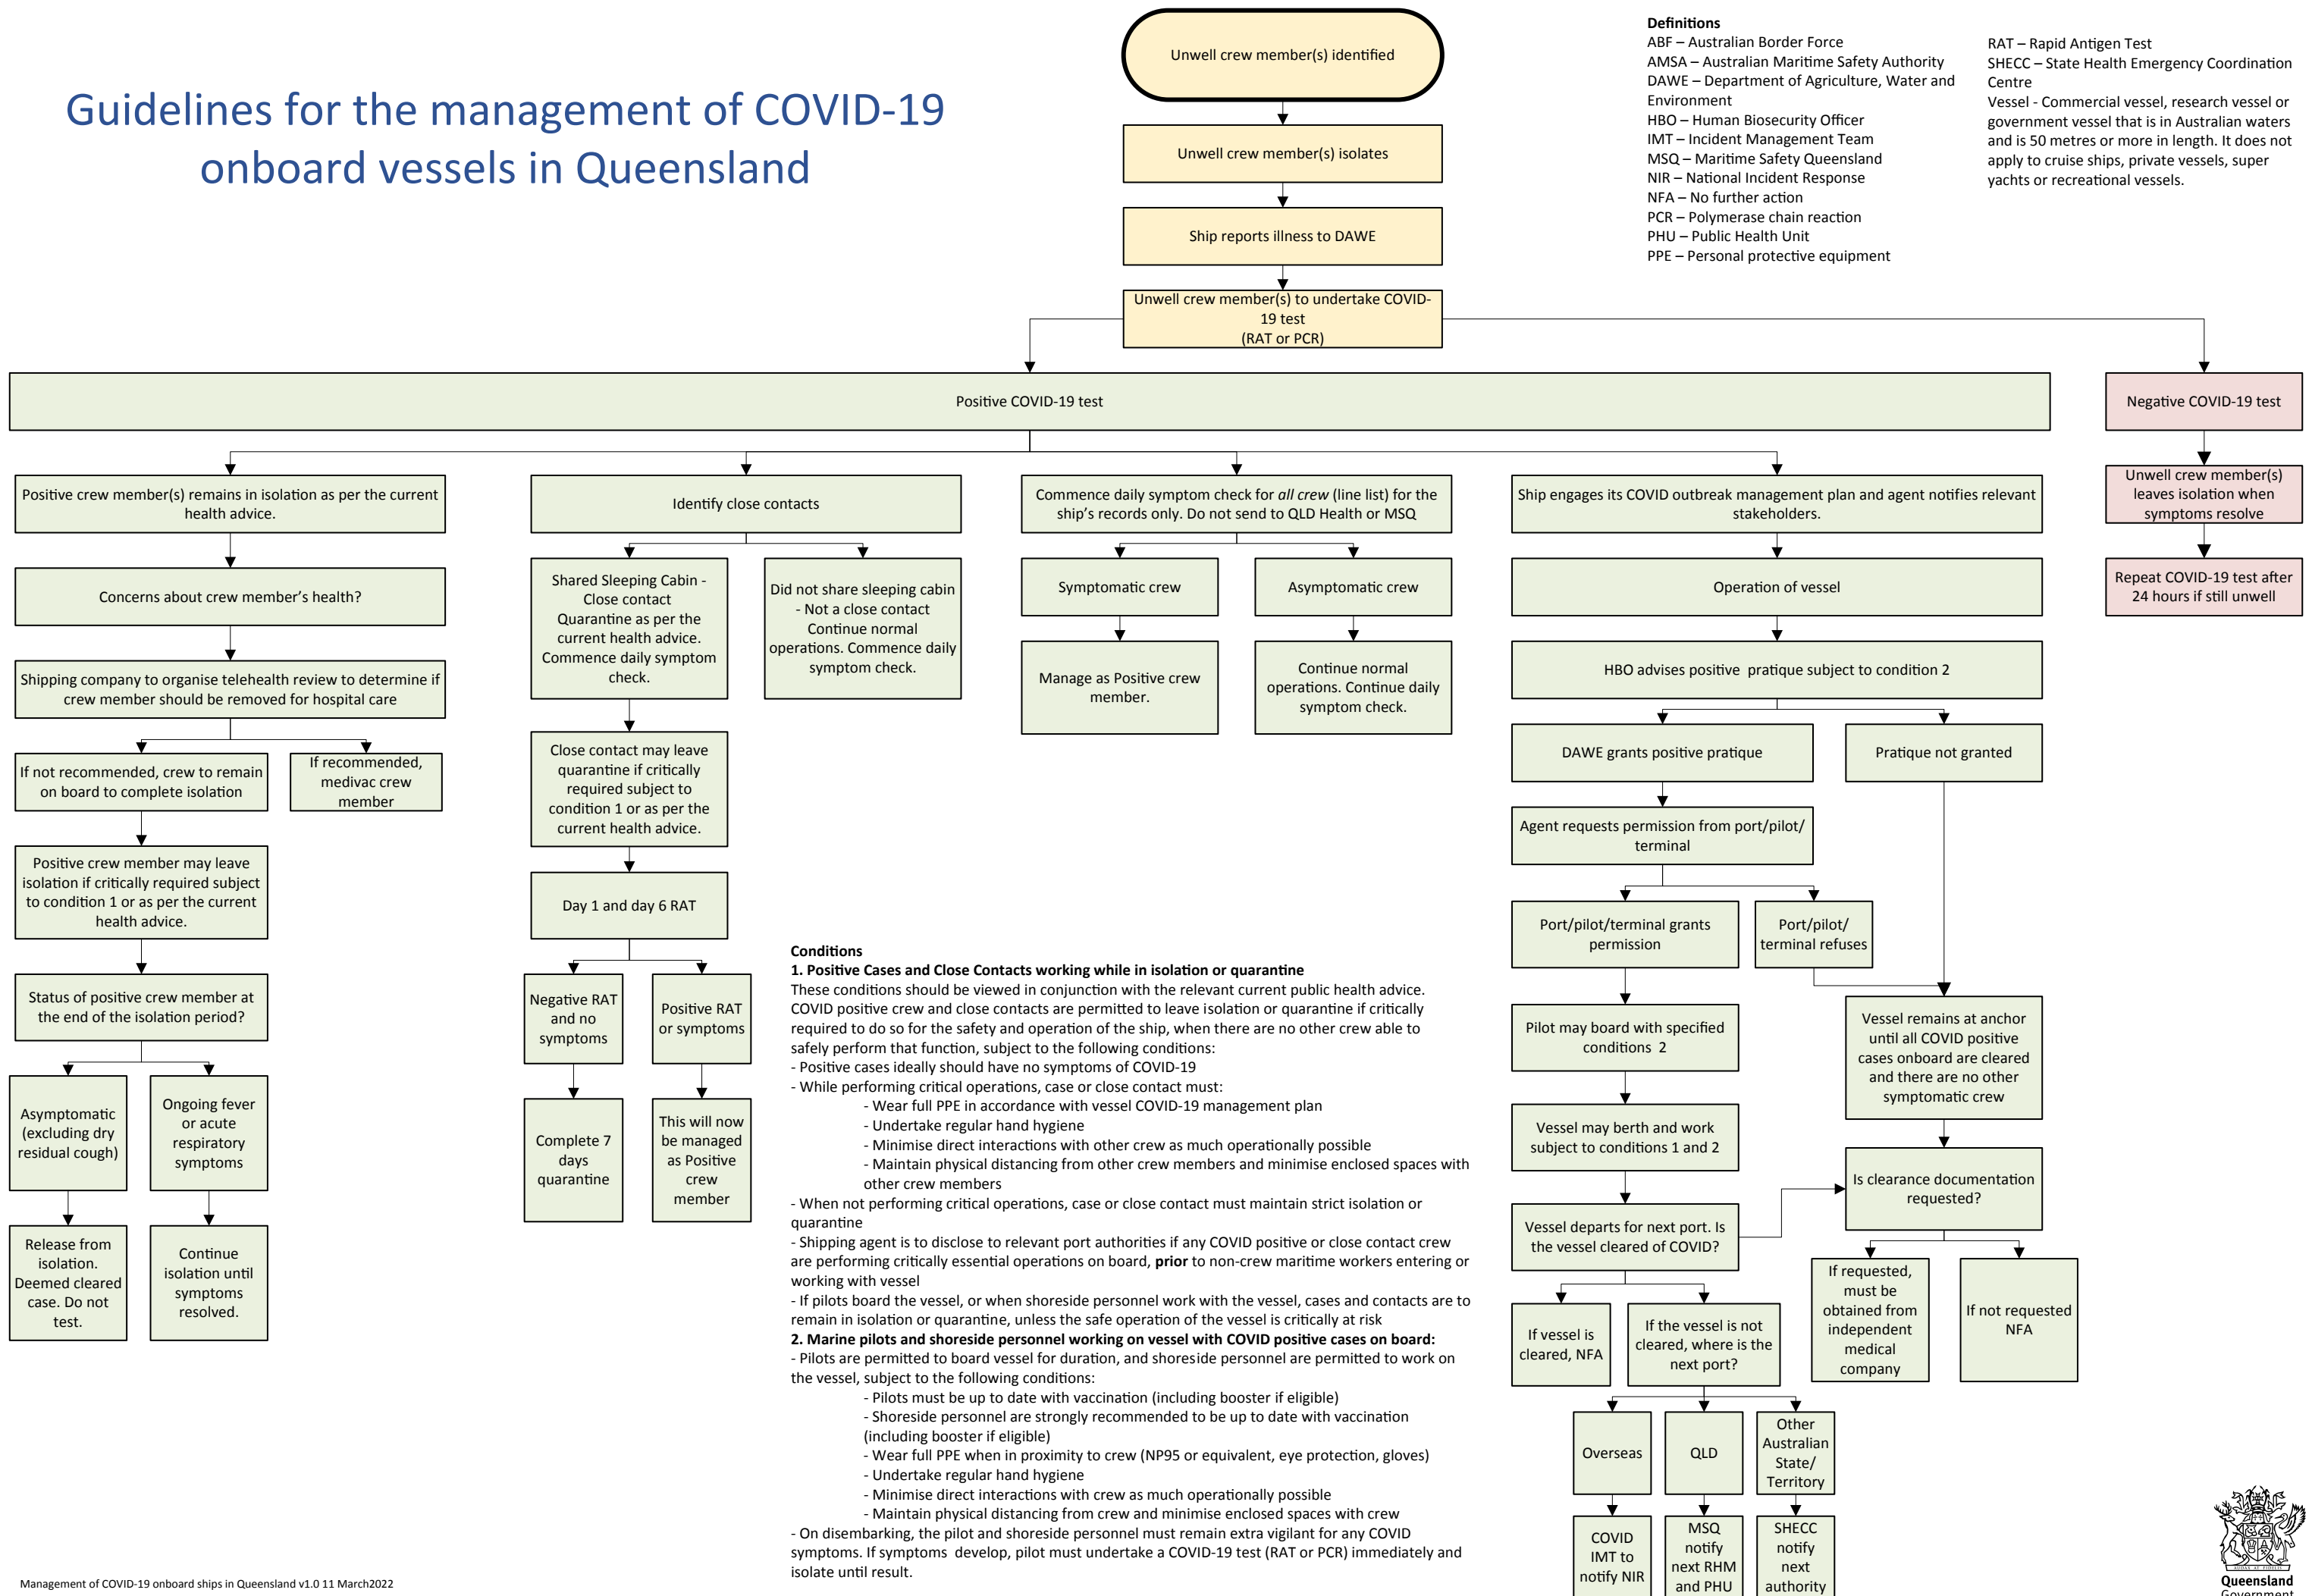 Guidelines for the management of COVID-19
onboard vessels in Queensland
Unwell crew member(s) identified
Unwell crew member(s) isolates
Ship reports illness to DAWE
Unwell crew member(s) to undertake COVID-
19 test
(RAT or PCR)
Definitions
ABF – Australian Border Force
AMSA – Australian Maritime Safety Authority
DAWE – Department of Agriculture, Water and
Environment
HBO – Human Biosecurity Officer
IMT – Incident Management Team
MSQ – Maritime Safety Queensland
NIR – National Incident Response
NFA – No further action
PCR – Polymerase chain reaction
PHU – Public Health Unit
PPE – Personal protective equipment
RAT – Rapid Antigen Test
SHECC – State Health Emergency Coordination
Centre
Vessel - Commercial vessel, research vessel or
government vessel that is in Australian waters
and is 50 metres or more in length. It does not
apply to cruise ships, private vessels, super
yachts or recreational vessels.
Positive COVID-19 test
Negative COVID-19 test
Unwell crew member(s)
leaves isolation when
symptoms resolve
Repeat COVID-19 test after
24 hours if still unwell
Positive crew member(s) remains in isolation as per the current
health advice.
Concerns about crew member's health?
Shipping company to organise telehealth review to determine if
crew member should be removed for hospital care
If not recommended, crew to remain
on board to complete isolation
If recommended,
medivac crew
member
Positive crew member may leave
isolation if critically required subject
to condition 1 or as per the current
health advice.
Status of positive crew member at
the end of the isolation period?
Asymptomatic
(excluding dry
residual cough)
Ongoing fever
or acute
respiratory
symptoms
Release from
isolation.
Deemed cleared
case. Do not
test.
Continue
isolation until
symptoms
resolved.
Identify close contacts
Shared Sleeping Cabin -
Close contact
Quarantine as per the
current health advice.
Commence daily symptom
check.
Did not share sleeping cabin
- Not a close contact
Continue normal
operations. Commence daily
symptom check.
Close contact may leave
quarantine if critically
required subject to
condition 1 or as per the
current health advice.
Day 1 and day 6 RAT
Negative RAT
and no
symptoms
Positive RAT
or symptoms
Complete 7
days
quarantine
This will now
be managed
as Positive
crew
member
Commence daily symptom check for all crew (line list) for the
ship's records only. Do not send to QLD Health or MSQ
Symptomatic crew
Asymptomatic crew
Manage as Positive crew
member.
Continue normal
operations. Continue daily
symptom check.
Ship engages its COVID outbreak management plan and agent notifies relevant
stakeholders.
Operation of vessel
HBO advises positive pratique subject to condition 2
DAWE grants positive pratique
Pratique not granted
Agent requests permission from port/pilot/
terminal
Port/pilot/terminal grants
permission
Port/pilot/
terminal refuses
Pilot may board with specified
conditions 2
Vessel remains at anchor
until all COVID positive
cases onboard are cleared
and there are no other
symptomatic crew
Vessel may berth and work
subject to conditions 1 and 2
Is clearance documentation
requested?
Vessel departs for next port. Is
the vessel cleared of COVID?
If requested,
must be
obtained from
independent
medical
company
If not requested
NFA
If vessel is
cleared, NFA
If the vessel is not
cleared, where is the
next port?
Overseas
QLD
Other
Australian
State/
Territory
COVID
IMT to
notify NIR
MSQ
notify
next RHM
and PHU
SHECC
notify
next
authority
Conditions
1. Positive Cases and Close Contacts working while in isolation or quarantine
These conditions should be viewed in conjunction with the relevant current public health advice.
COVID positive crew and close contacts are permitted to leave isolation or quarantine if critically
required to do so for the safety and operation of the ship, when there are no other crew able to
safely perform that function, subject to the following conditions:
- Positive cases ideally should have no symptoms of COVID-19
- While performing critical operations, case or close contact must:
- Wear full PPE in accordance with vessel COVID-19 management plan
- Undertake regular hand hygiene
- Minimise direct interactions with other crew as much operationally possible
- Maintain physical distancing from other crew members and minimise enclosed spaces with
other crew members
- When not performing critical operations, case or close contact must maintain strict isolation or
quarantine
- Shipping agent is to disclose to relevant port authorities if any COVID positive or close contact crew
are performing critically essential operations on board, prior to non-crew maritime workers entering or
working with vessel
- If pilots board the vessel, or when shoreside personnel work with the vessel, cases and contacts are to
remain in isolation or quarantine, unless the safe operation of the vessel is critically at risk
2. Marine pilots and shoreside personnel working on vessel with COVID positive cases on board:
- Pilots are permitted to board vessel for duration, and shoreside personnel are permitted to work on
the vessel, subject to the following conditions:
- Pilots must be up to date with vaccination (including booster if eligible)
- Shoreside personnel are strongly recommended to be up to date with vaccination
(including booster if eligible)
- Wear full PPE when in proximity to crew (NP95 or equivalent, eye protection, gloves)
- Undertake regular hand hygiene
- Minimise direct interactions with crew as much operationally possible
- Maintain physical distancing from crew and minimise enclosed spaces with crew
- On disembarking, the pilot and shoreside personnel must remain extra vigilant for any COVID
symptoms. If symptoms develop, pilot must undertake a COVID-19 test (RAT or PCR) immediately and
isolate until result.
Management of COVID-19 onboard ships in Queensland v1.0 11 March2022
Queensland
Government